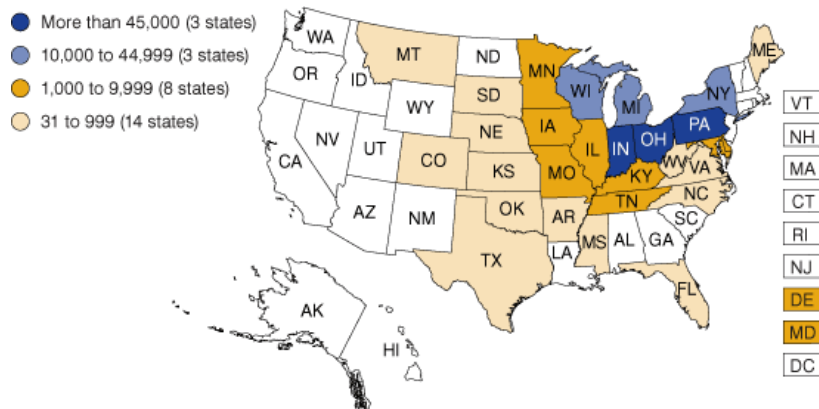 More than 45,000 (3 states)
10,000 to 44,999 (3 states)
1,000 to 9,999 (8 states)
31 to 999 (14 states)
WA
MT
ND
MN
ME
OR
ID
SD
WI
MI
NY
WY
VT
NE
IA
PA
NH
NV
UT
IL
IN
OH
CA
CO
KS
MO
KY
WV
VA
MA
CT
AZ
NM
OK
AR
TN
NC
SC
RI
TX
LA
MS
AL
GA
NJ
AK
FL
DE
HI
MD
DC